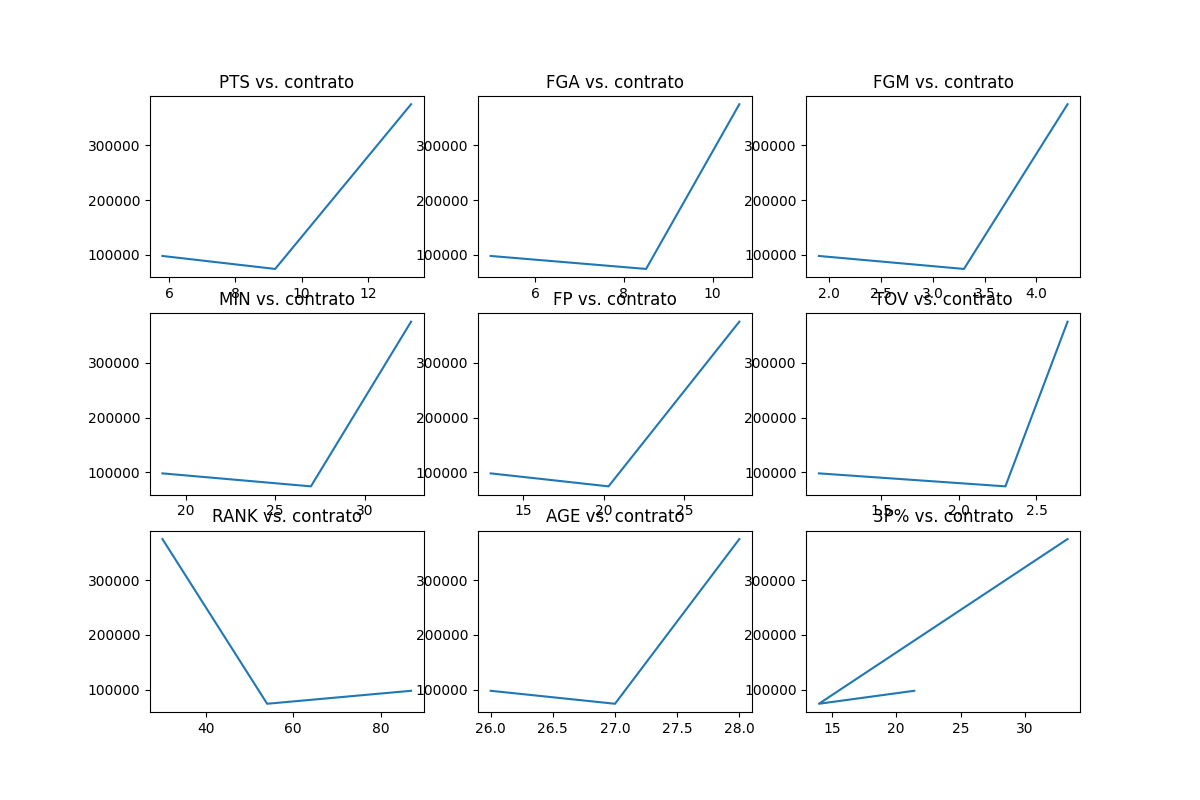 PTS vs. contrato
FGA vs. contrato
FGM vs. contrato
300000
200000
100000
300000
200000
100000
300000
200000
100000
6 8 10 12
6 8 10
2.0 2.5 3.0 3.5 4.0
MIN vs. contrato
FP vs. contrato
TOV vs. contrato
300000
200000
100000
300000
200000
100000
300000
200000
100000
20 25 30
15 20 25
1.5 2.0 2.5
RANK vs. contrato
AGE vs. contrato
3P% vs. contrato
300000
200000
100000
300000
200000
100000
300000
200000
100000
40 60 80
26.0 26.5 27.0 27.5 28.0
15 20 25 30